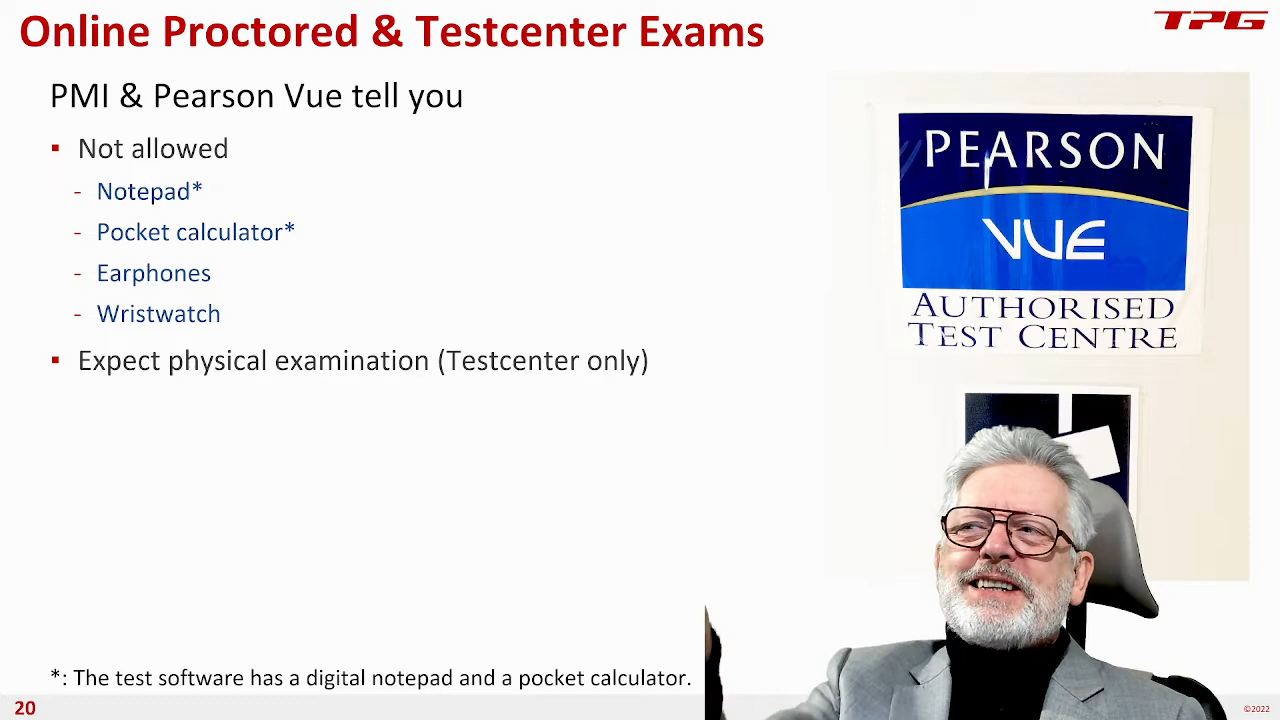 Online Proctored & Testcenter Exams
TPG
PMI & Pearson Vue tell you
▪ Not allowed
- Notepad*
- Pocket calculator*
- Earphones
- Wristwatch
▪ Expect physical examination (Testcenter only)
PEARSON
VUE
AUTHORISED
TEST CENTRE
*: The test software has a digital notepad and a pocket calculator.
20
©2022